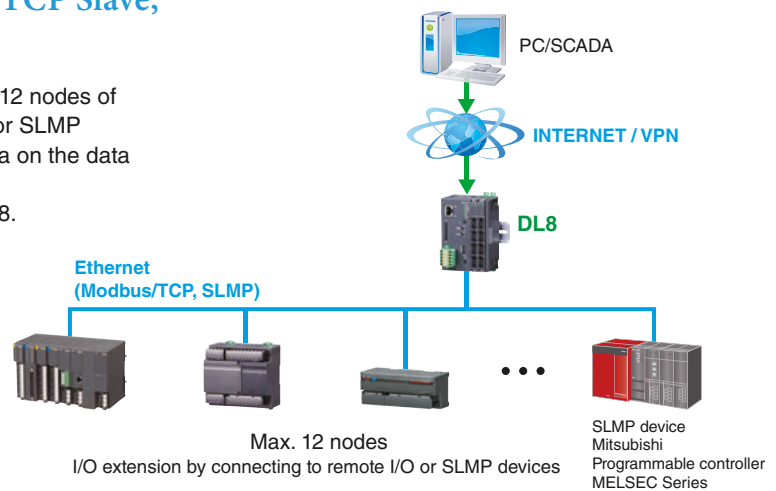 TCP Slave,
12 nodes of
or SLMP
a on the data
8.
PC/SCADA
INTERNET / VPN
DL8
Ethernet
(Modbus/TCP, SLMP)
Max. 12 nodes
I/O extension by connecting to remote I/O or SLMP devices
SLMP device
Mitsubishi
Programmable controller
MELSEC Series